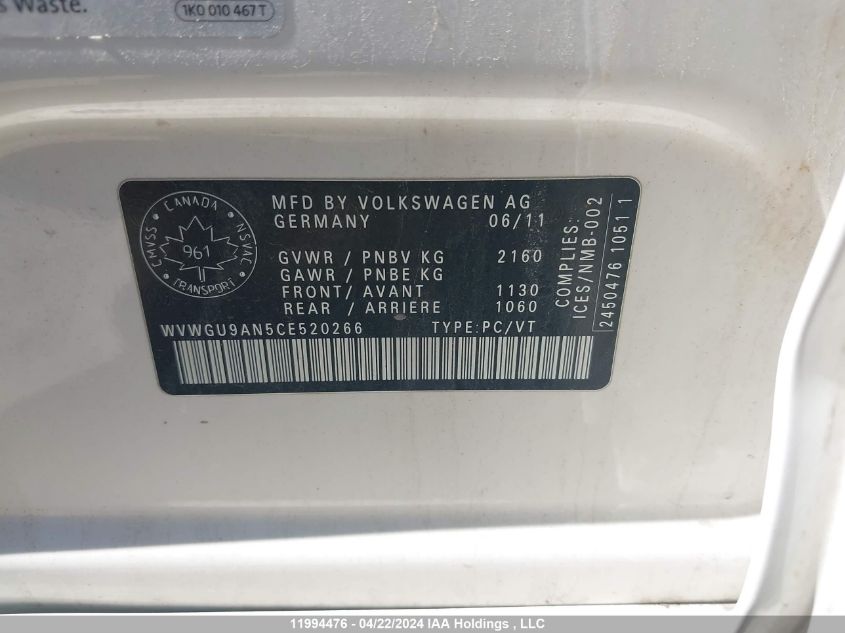 s Waste.
1K0 010 467 T
CANADA
CMVSS NSVAC
961
TRANSPORT
MFD BY VOLKSWAGEN AG
GERMANY 06/11
GVWR / PNBV KG 2160
GAWR / PNBE KG
FRONT/ AVANT 1130
REAR / ARRIERE 1060
WVWGU9AN5CE520266 TYPE:PC/VT
COMPLIES:
ICES/NMB-002
2450476 1051 1
11994476 - 04/22/2024 IAA Holdings , LLC